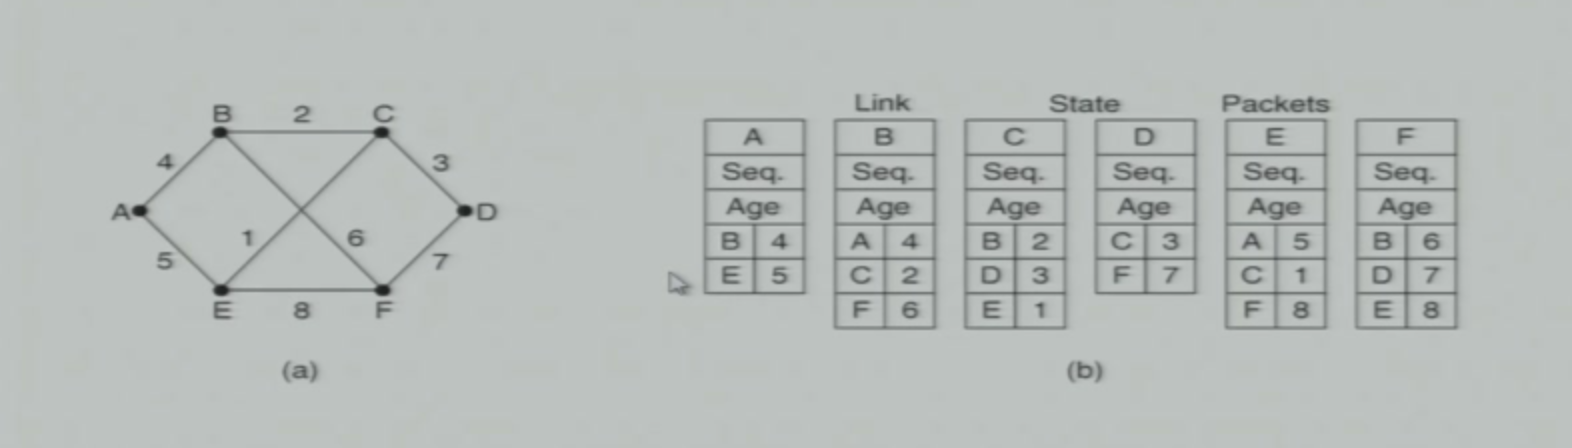 B 2 C
4 3
A D
1 6
5 7
E 8 F
(a)
Link State Packets
A B C D E F
Seq. Seq. Seq. Seq. Seq. Seq.
Age Age Age Age Age Age
B 4 A 4 B 2 C 3 A 5 B 6
E 5 C 2 D 3 F 7 C 1 D 7
F 6 E 1 F 8 E 8
(b)